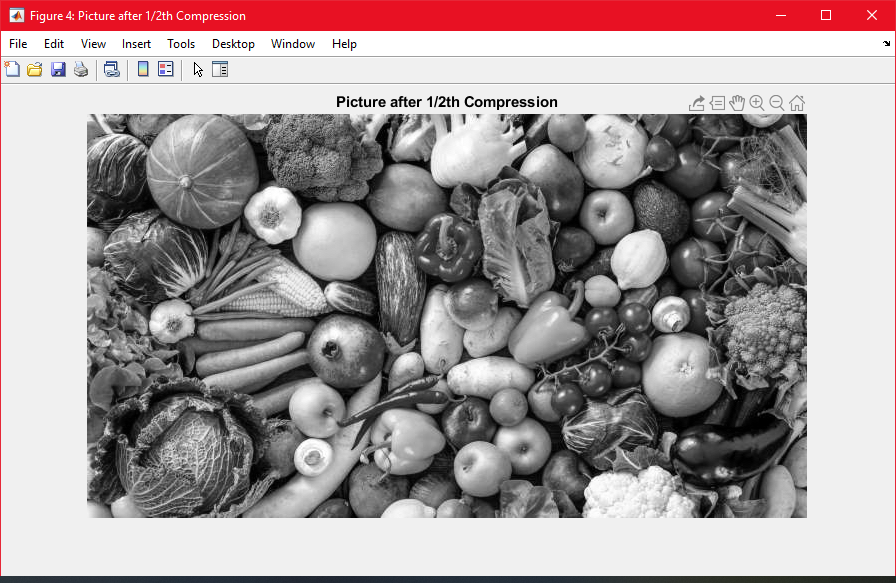 Figure 4: Picture after 1/2th Compression
File Edit View Insert Tools Desktop Window Help
Picture after 1/2th Compression